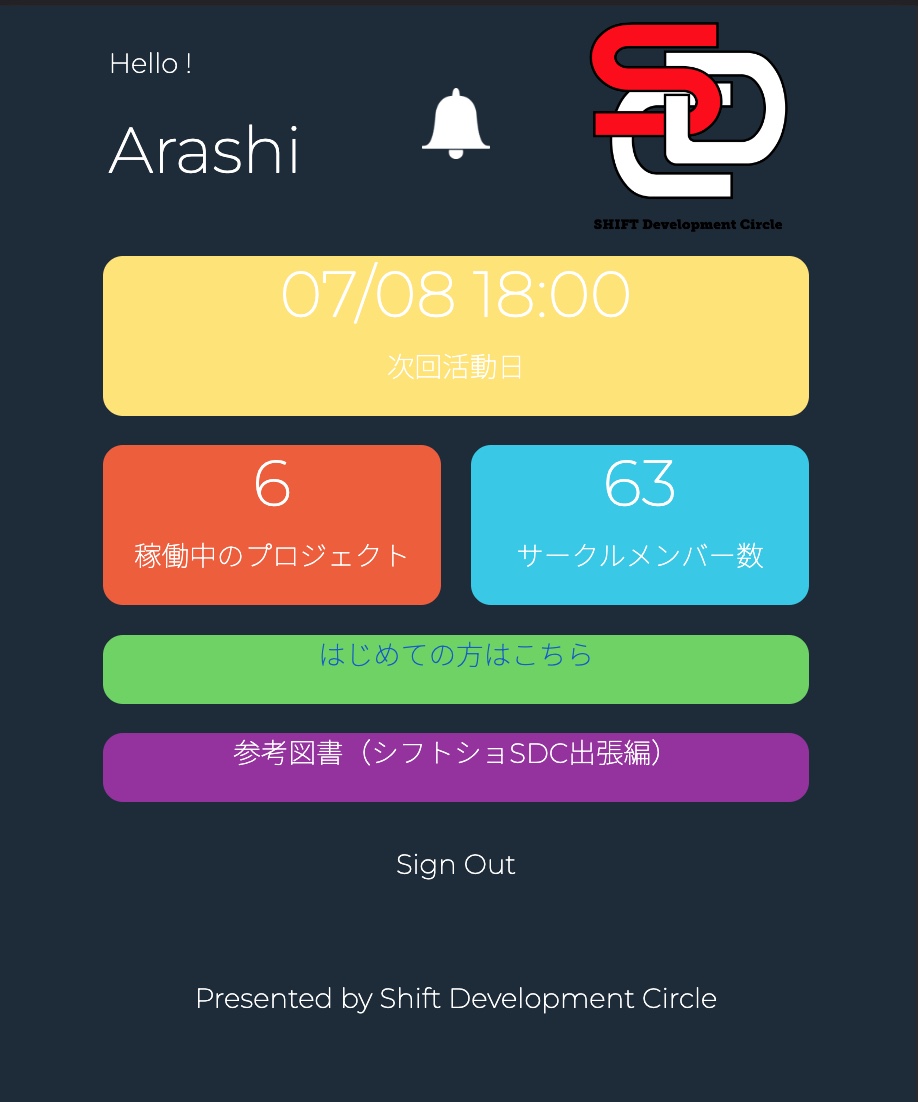 Hello !
Arashi
SDC
SHIFT Development Circle
07/08 18:00
次回活動日
6
稼働中のプロジェクト
63
サークルメンバー数
はじめての方はこちら
参考図書（シフトショSDC出張編）
Sign Out
Presented by Shift Development Circle